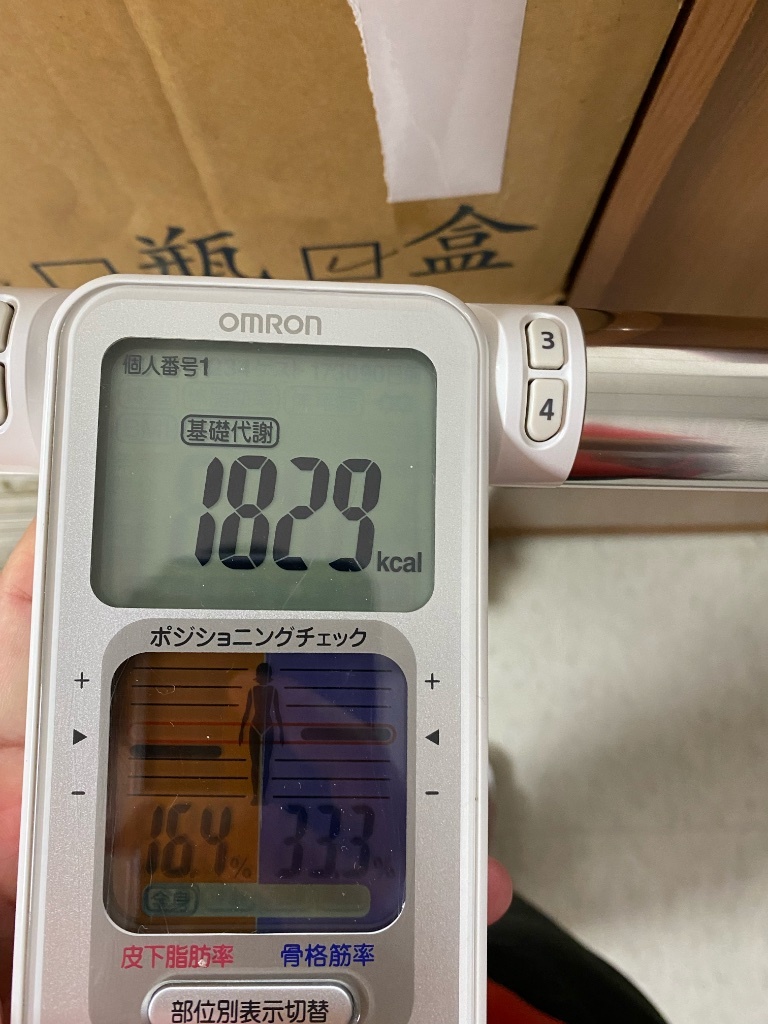 瓶 盒
OMRON
個人番号1
3
基礎代謝
4
1829 kcal
ポジショニングチェック
+ +
− −
16.4% 33.3%
全身
皮下脂肪率 骨格筋率
部位別表示切替